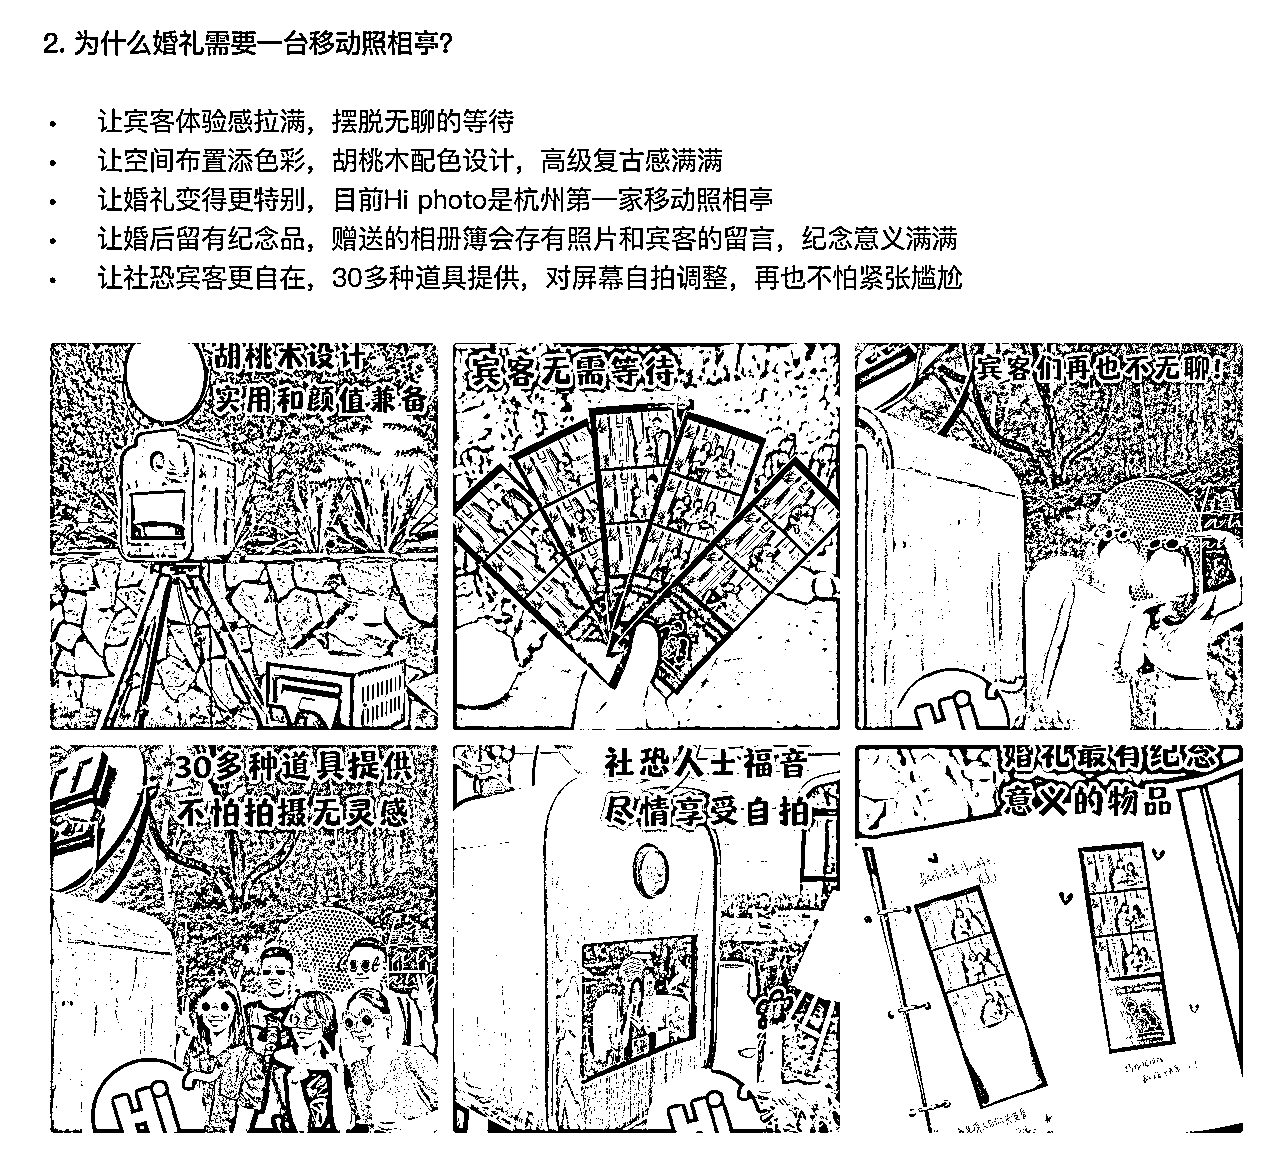 2. 为什么婚礼需要一台移动照相亭？
• 让宾客体验感拉满，摆脱无聊的等待
• 让空间布置添色彩，胡桃木配色设计，高级复古感满满
• 让婚礼变得更特别，目前Hi photo是杭州第一家移动照相亭
• 让婚后留有纪念品，赠送的相册簿会存有照片和宾客的留言，纪念意义满满
• 让社恐宾客更自在，30多种道具提供，对屏幕自拍调整，再也不怕紧张尴尬
胡桃木设计
实用和颜值兼备
宾客无需等待
宾客们再也不无聊！
Hi
30多种道具提供
不怕拍摄无灵感
Hi
社恐人士福音
尽情享受自拍
Hi
婚礼最有纪念
意义的物品